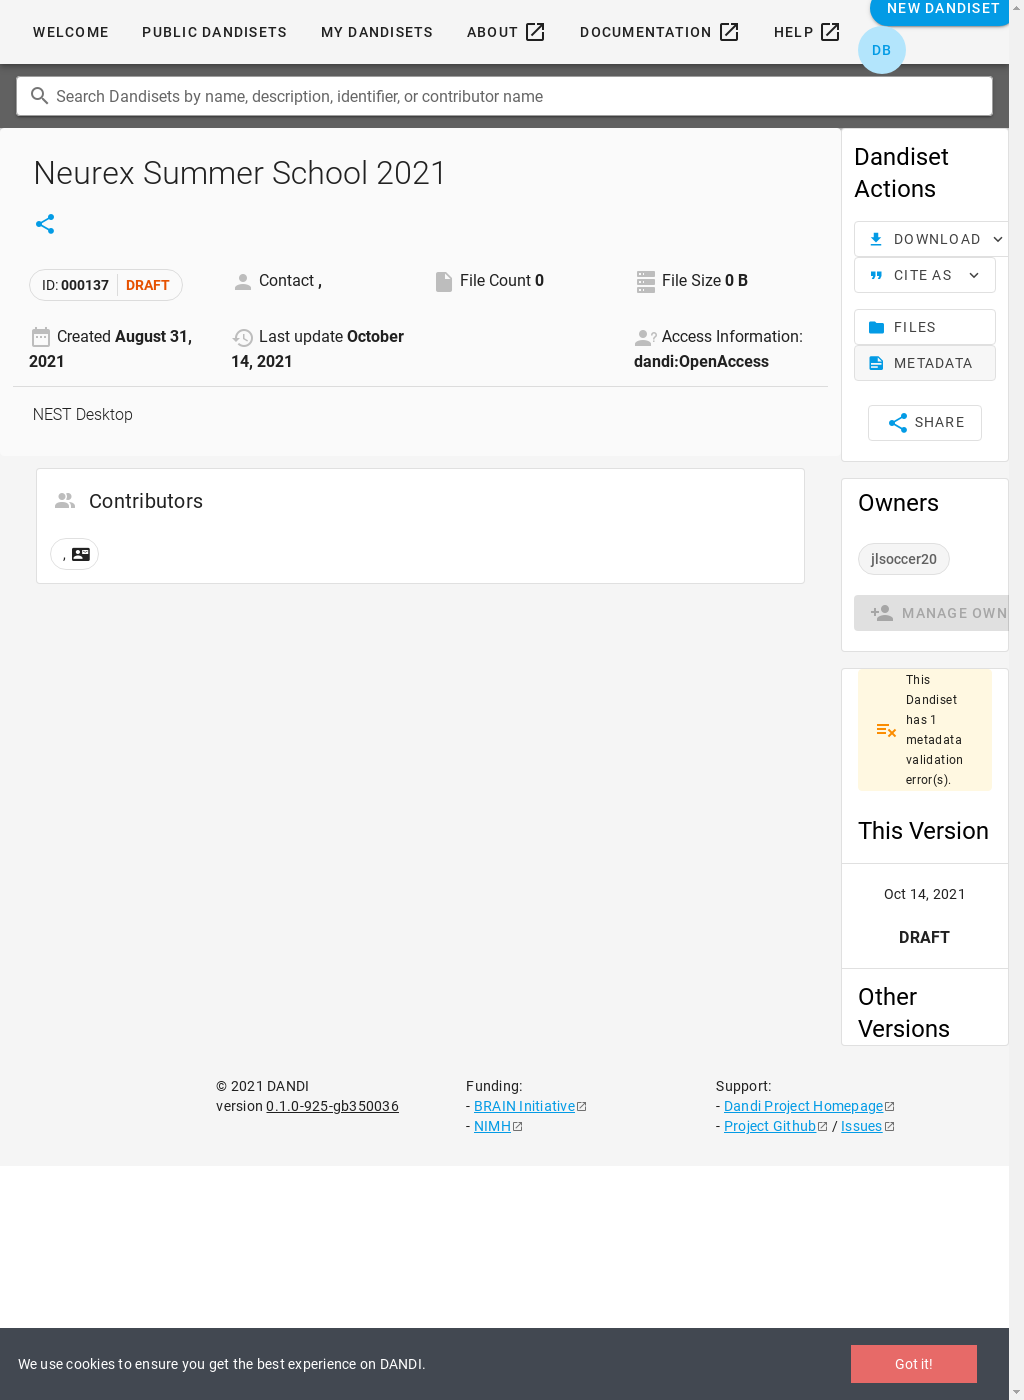 WELCOME
PUBLIC DANDISETS
MY DANDISETS
ABOUT
DOCUMENTATION
HELP
NEW DANDISET
DB
Search Dandisets by name, description, identifier, or contributor name
Neurex Summer School 2021
ID: 000137 DRAFT
Contact ,
File Count 0
File Size 0 B
Created August 31,
2021
Last update October
14, 2021
Access Information:
dandi:OpenAccess
NEST Desktop
Contributors
,
Dandiset
Actions
DOWNLOAD
CITE AS
FILES
METADATA
SHARE
Owners
jlsoccer20
MANAGE OWN
This
Dandiset
has 1
metadata
validation
error(s).
This Version
Oct 14, 2021
DRAFT
Other
Versions
© 2021 DANDI
version 0.1.0-925-gb350036
Funding:
- BRAIN Initiative
- NIMH
Support:
- Dandi Project Homepage
- Project Github / Issues
We use cookies to ensure you get the best experience on DANDI.
Got it!